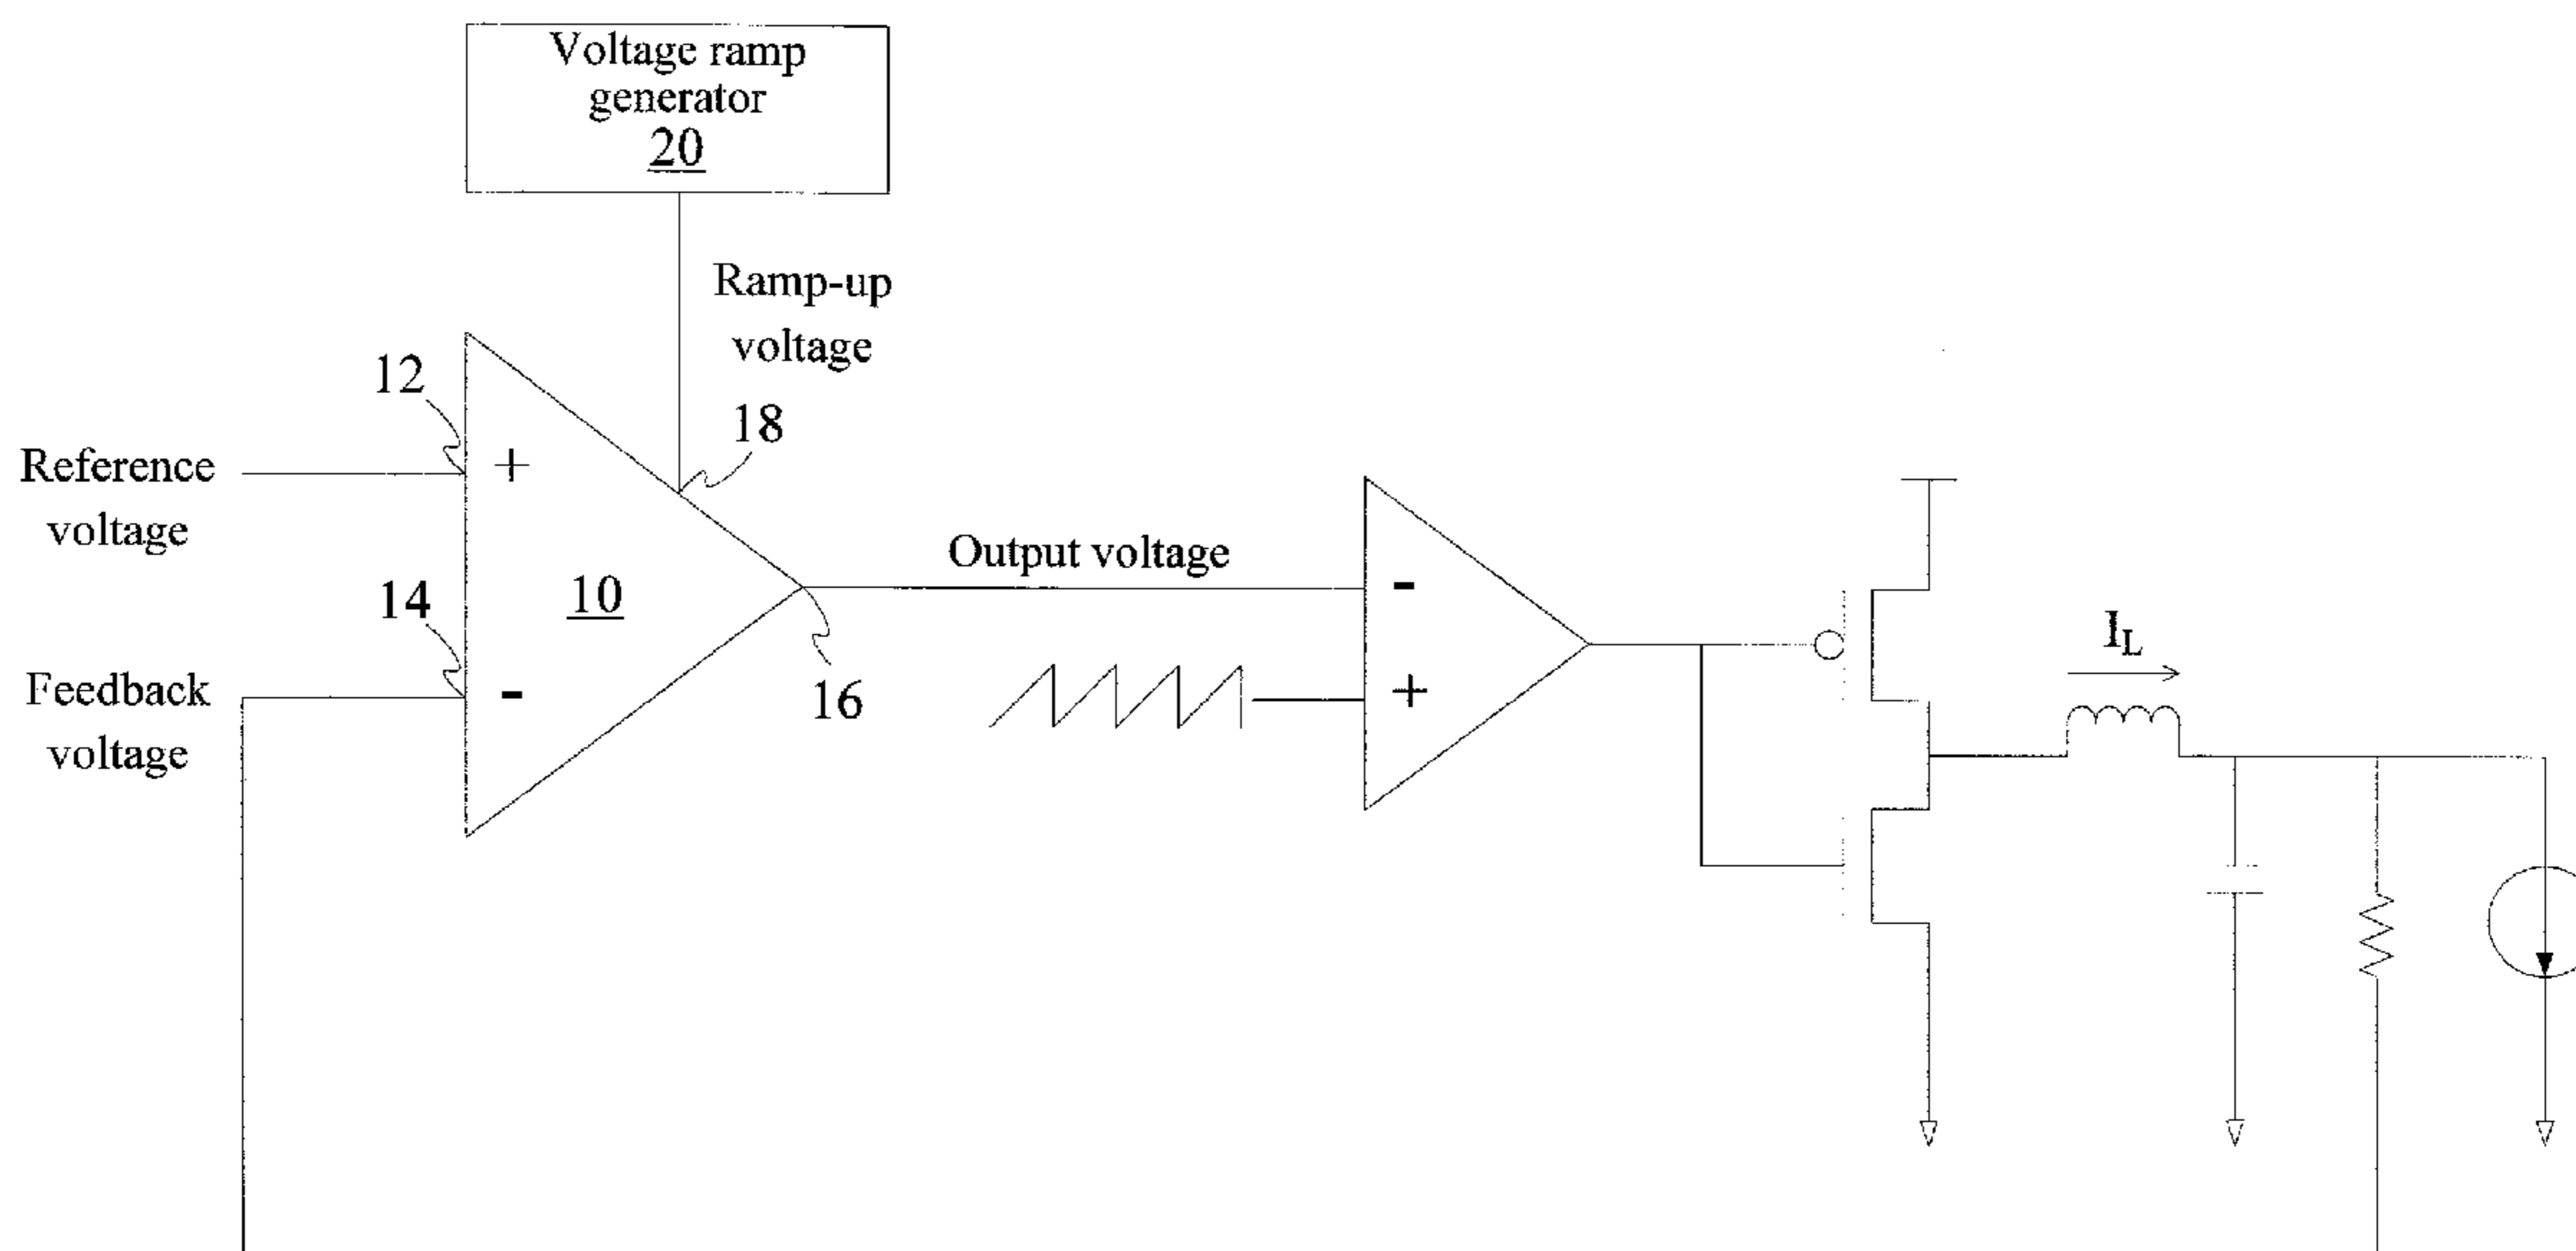 Voltage ramp
generator
20
Ramp-up
voltage
12
18
Reference
voltage
+
Output voltage
-
14
10
I_L
Feedback
voltage
-
16
+